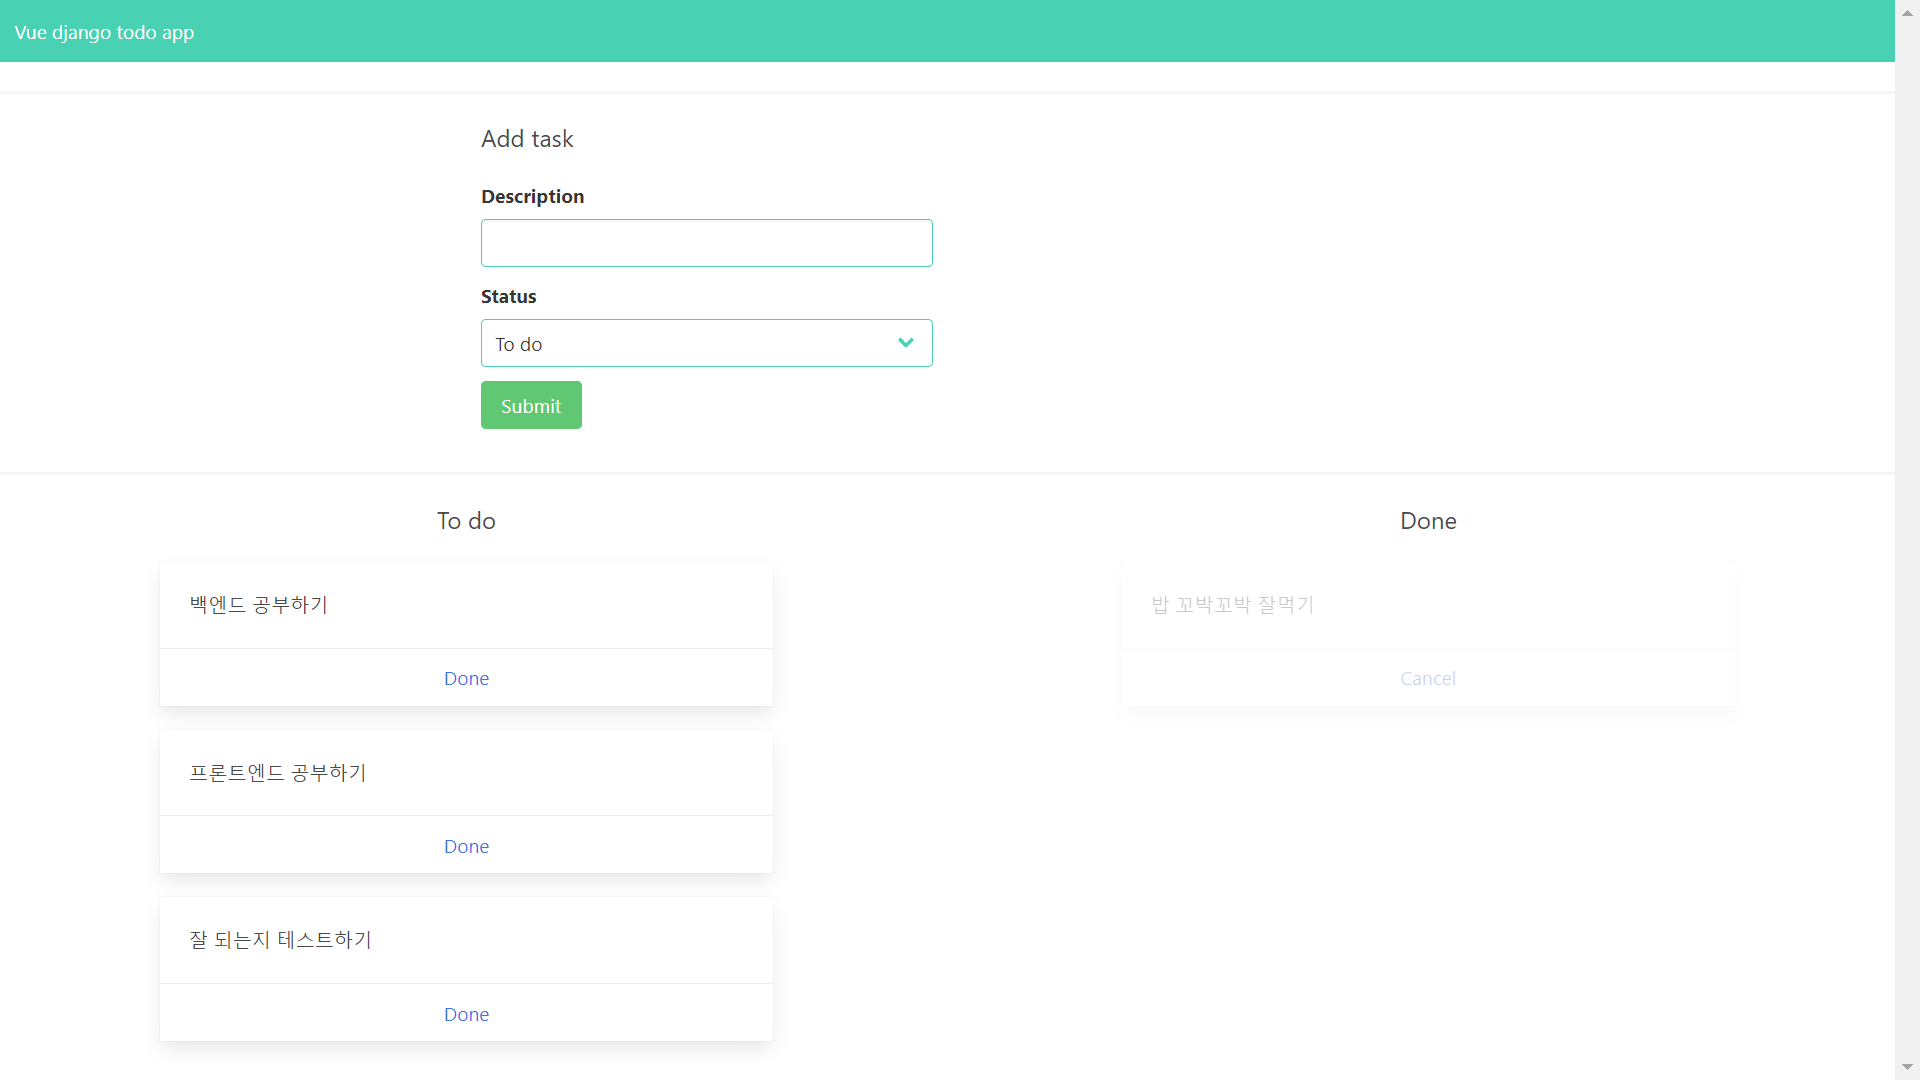 Vue django todo app
Add task
Description
Status
To do
Submit
To do
백엔드 공부하기
Done
프론트엔드 공부하기
Done
잘 되는지 테스트하기
Done
Done
밥 꼬박꼬박 잘먹기
Cancel